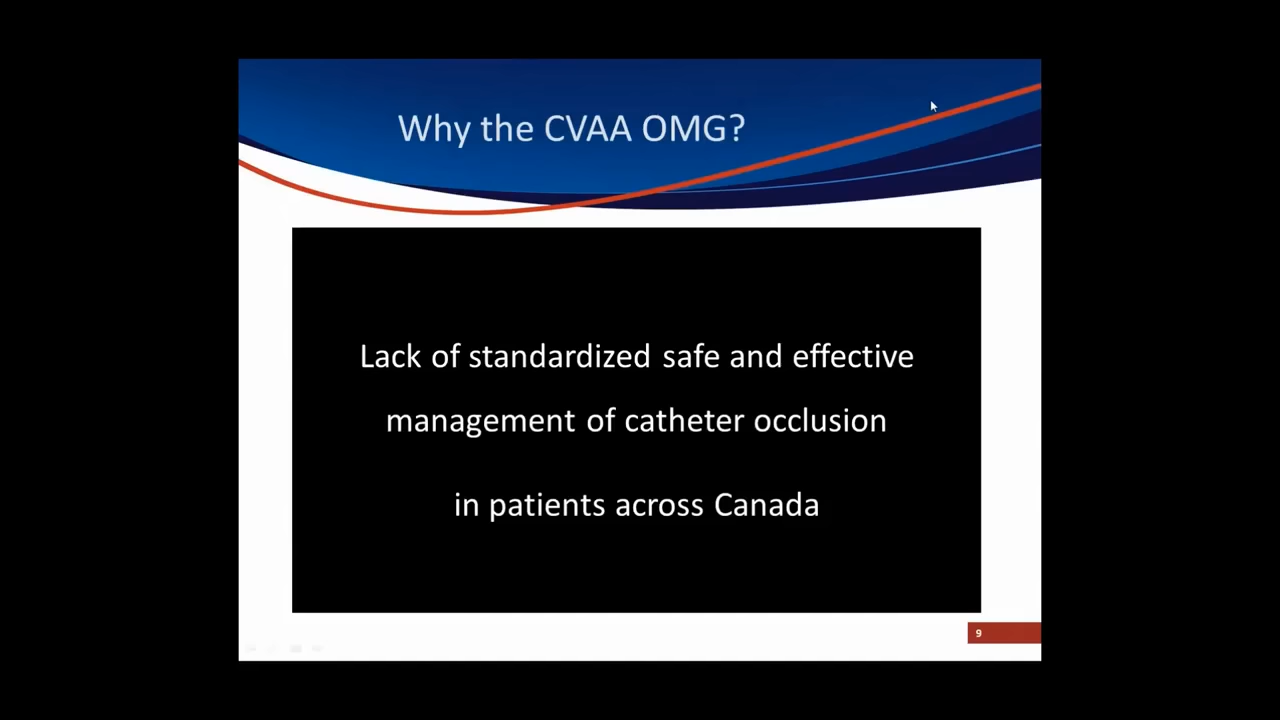 Why the CVAA OMG?
Lack of standardized safe and effective
management of catheter occlusion
in patients across Canada
9